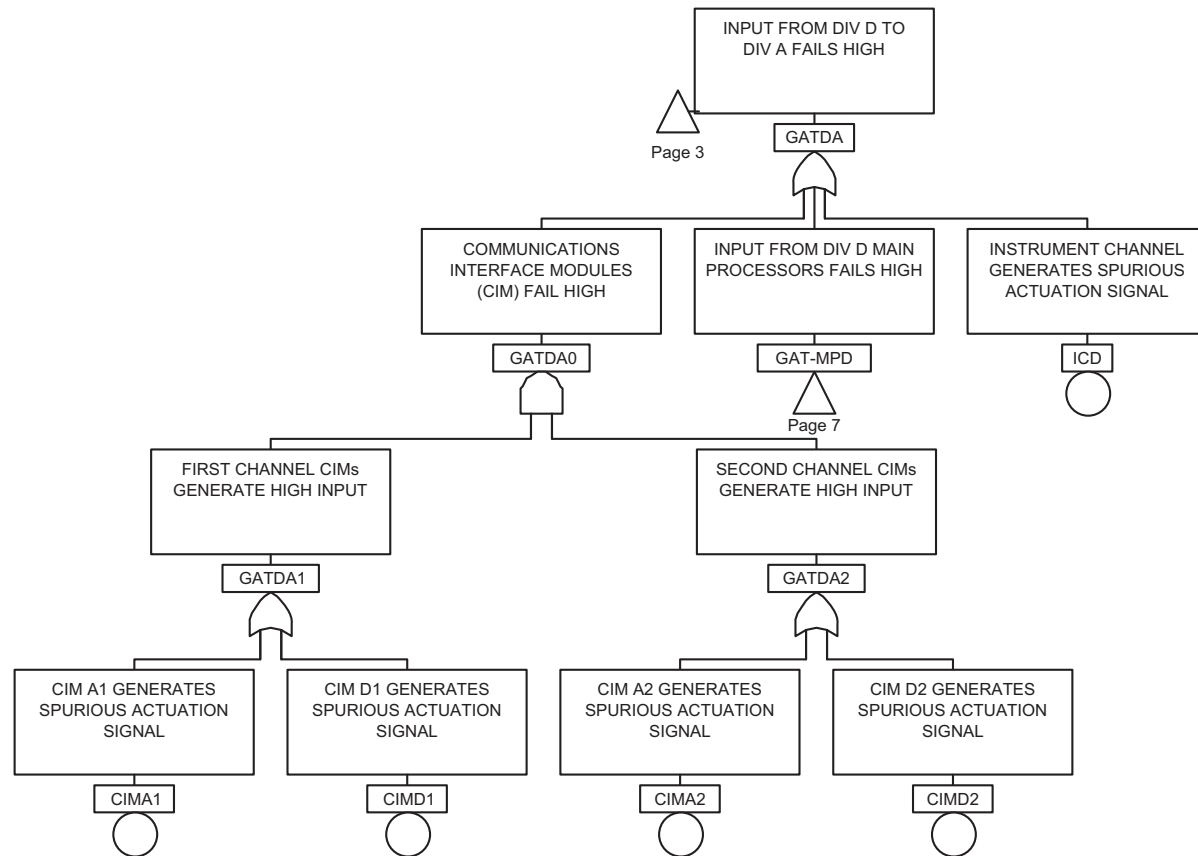 INPUT FROM DIV D TO
DIV A FAILS HIGH
Page 3
GATDA
COMMUNICATIONS
INTERFACE MODULES
(CIM) FAIL HIGH
INPUT FROM DIV D MAIN
PROCESSORS FAILS HIGH
INSTRUMENT CHANNEL
GENERATES SPURIOUS
ACTUATION SIGNAL
GATDA0
GAT-MPD
ICD
Page 7
FIRST CHANNEL CIMs
GENERATE HIGH INPUT
SECOND CHANNEL CIMs
GENERATE HIGH INPUT
GATDA1
GATDA2
CIM A1 GENERATES
SPURIOUS ACTUATION
SIGNAL
CIM D1 GENERATES
SPURIOUS ACTUATION
SIGNAL
CIM A2 GENERATES
SPURIOUS ACTUATION
SIGNAL
CIM D2 GENERATES
SPURIOUS ACTUATION
SIGNAL
CIMA1
CIMD1
CIMA2
CIMD2